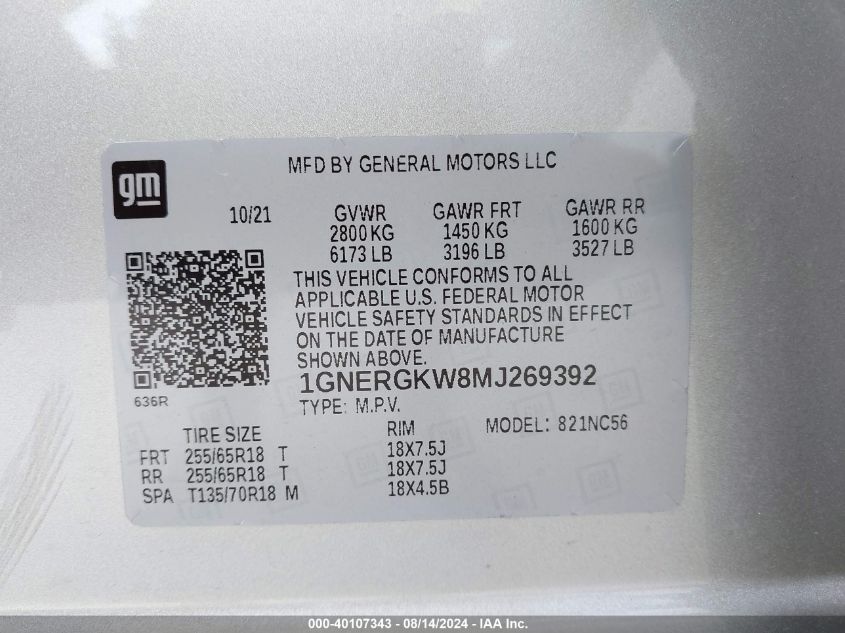 MFD BY GENERAL MOTORS LLC
gm
10/21 GVWR GAWR FRT GAWR RR
2800 KG 1450 KG 1600 KG
6173 LB 3196 LB 3527 LB
THIS VEHICLE CONFORMS TO ALL
APPLICABLE U.S. FEDERAL MOTOR
VEHICLE SAFETY STANDARDS IN EFFECT
ON THE DATE OF MANUFACTURE
SHOWN ABOVE.
1GNERGKW8MJ269392
636R
TYPE: M.P.V.
TIRE SIZE RIM MODEL: 821NC56
FRT 255/65R18 T 18X7.5J
RR 255/65R18 T 18X7.5J
SPA T135/70R18 M 18X4.5B
000-40107343 - 08/14/2024 - IAA Inc.